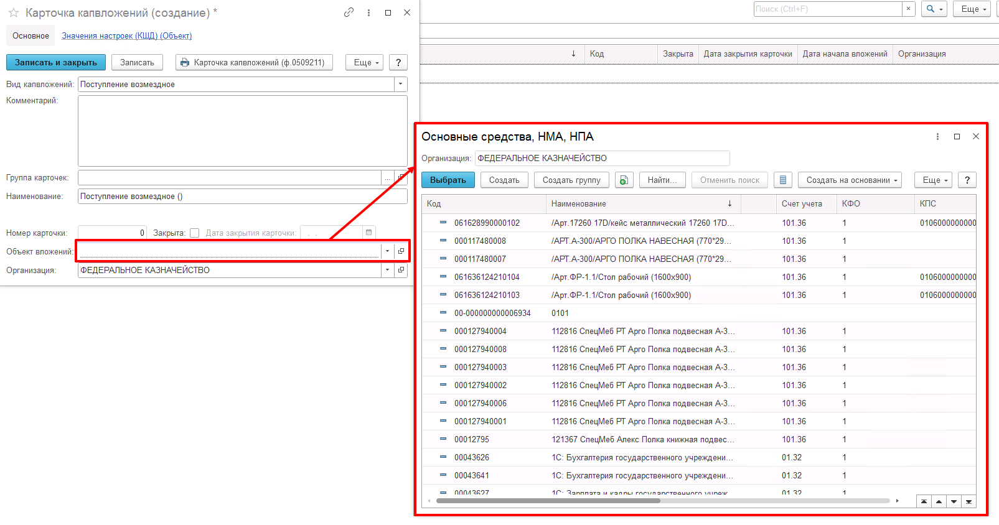 Карточка капвложений (создание) *
Основное
Значения настроек (КШД) (Объект)
Записать и закрыть
Записать
Карточка капвложений (ф.0509211)
Еще
?
Вид капвложений: Поступление возмездное
Комментарий:
Группа карточек:
...
Наименование: Поступление возмездное ()
Номер карточки: 0 Закрыта: Дата закрытия карточки: . .
Объект вложений:
Организация: ФЕДЕРАЛЬНОЕ КАЗНАЧЕЙСТВО
Поиск (Ctrl+F)
×
Еще
Код Закрыта Дата закрытия карточки Дата начала вложений Организация
Основные средства, НМА, НПА
Организация: ФЕДЕРАЛЬНОЕ КАЗНАЧЕЙСТВО
Выбрать
Создать
Создать группу
Найти...
Отменить поиск
Создать на основании
Еще
?
Код Наименование Счет учета КФО КПС
061628990000102 /Арт.17260 17D/кейс металлический 17260 17D... 101.36 1 0106000000000
000117480008 /АРТ.А-300/АРГО ПОЛКА НАВЕСНАЯ (770*29... 101.36 1
000117480007 /АРТ.А-300/АРГО ПОЛКА НАВЕСНАЯ (770*29... 101.36 1
061636124210104 /Арт.ФР-1.1/Стол рабочий (1600х900) 101.36 1 0106000000000
061636124210103 /Арт.ФР-1.1/Стол рабочий (1600х900) 101.36 1 0106000000000
00-000000000006934 0101
000127940004 112816 СпецМеб РТ Арго Полка подвесная А-3... 101.36 1
000127940008 112816 СпецМеб РТ Арго Полка подвесная А-3... 101.36 1
000127940003 112816 СпецМеб РТ Арго Полка подвесная А-3... 101.36 1
000127940002 112816 СпецМеб РТ Арго Полка подвесная А-3... 101.36 1
000127940006 112816 СпецМеб РТ Арго Полка подвесная А-3... 101.36 1
000127940001 112816 СпецМеб РТ Арго Полка подвесная А-3... 101.36 1
00012795 121367 СпецМеб Алекс Полка книжная подвес... 101.36 1
00043626 1С: Бухгалтерия государственного учреждени... 01.32 1
00043641 1С: Бухгалтерия государственного учреждени... 01.32 1
00043627 1С: Зарплата и кадры государственного учреж... 01.32 1